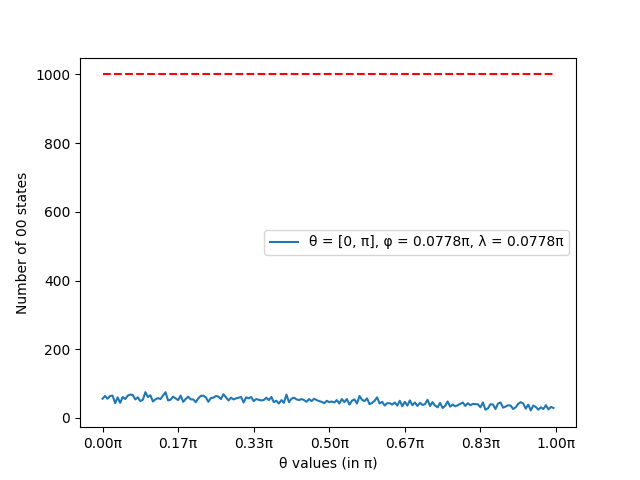 1000
800
600
400
200
0
Number of 00 states
θ = [0, π], φ = 0.0778π, λ = 0.0778π
0.00π 0.17π 0.33π 0.50π 0.67π 0.83π 1.00π
θ values (in π)